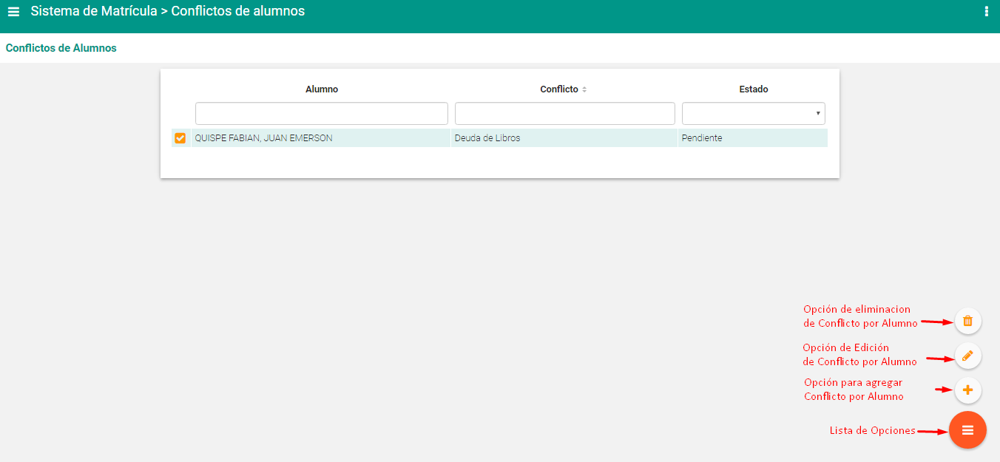 Sistema de Matrícula > Conflictos de alumnos
Conflictos de Alumnos
Alumno Conflicto Estado
QUISPE FABIAN, JUAN EMERSON Deuda de Libros Pendiente
Opción de eliminacion
de Conflicto por Alumno
Opción de Edición
de Conflicto por Alumno
Opción para agregar
Conflicto por Alumno
Lista de Opciones